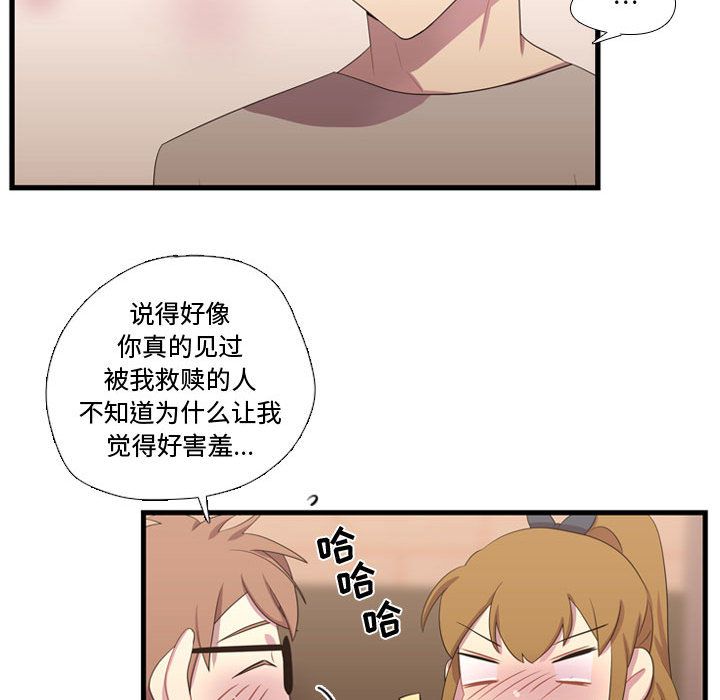 ...
说得好像
你真的见过
被我救赎的人
不知道为什么让我
觉得好害羞...
哈
哈
哈